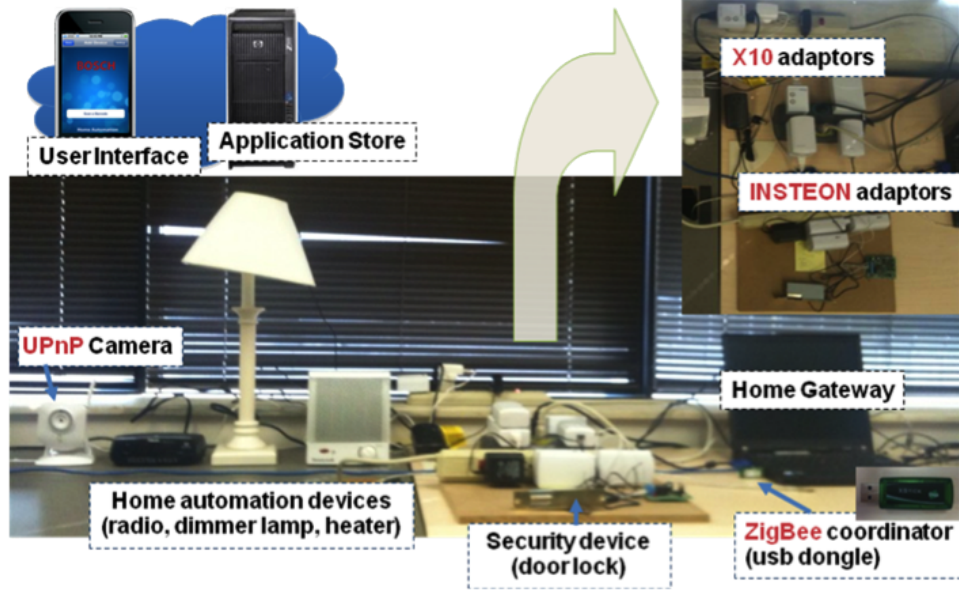 BOSCH
User Interface
Application Store
X10 adaptors
INSTEON adaptors
UPnP Camera
Home Gateway
Home automation devices
(radio, dimmer lamp, heater)
Security device
(door lock)
ZigBee coordinator
(usb dongle)